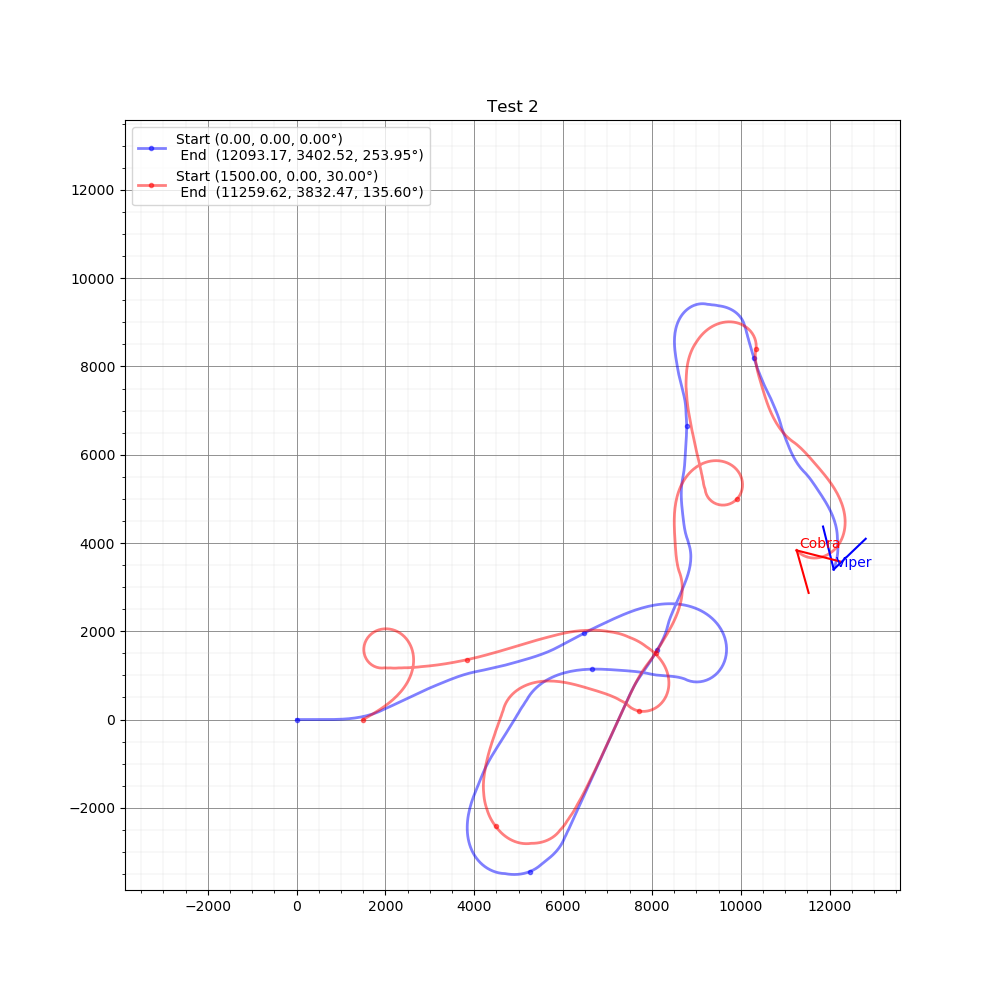 Test 2
Start (0.00, 0.00, 0.00°)
End  (12093.17, 3402.52, 253.95°)
Start (1500.00, 0.00, 30.00°)
End  (11259.62, 3832.47, 135.60°)
12000
10000
8000
6000
4000
2000
0
−2000
Cobra
Viper
−2000 0 2000 4000 6000 8000 10000 12000